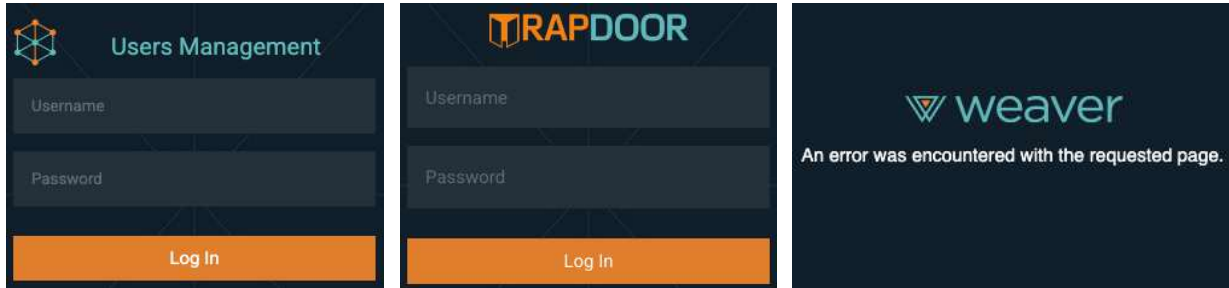 Users Management
Username
Password
Log In
TRAPDOOR
Username
Password
Log In
weaver
An error was encountered with the requested page.